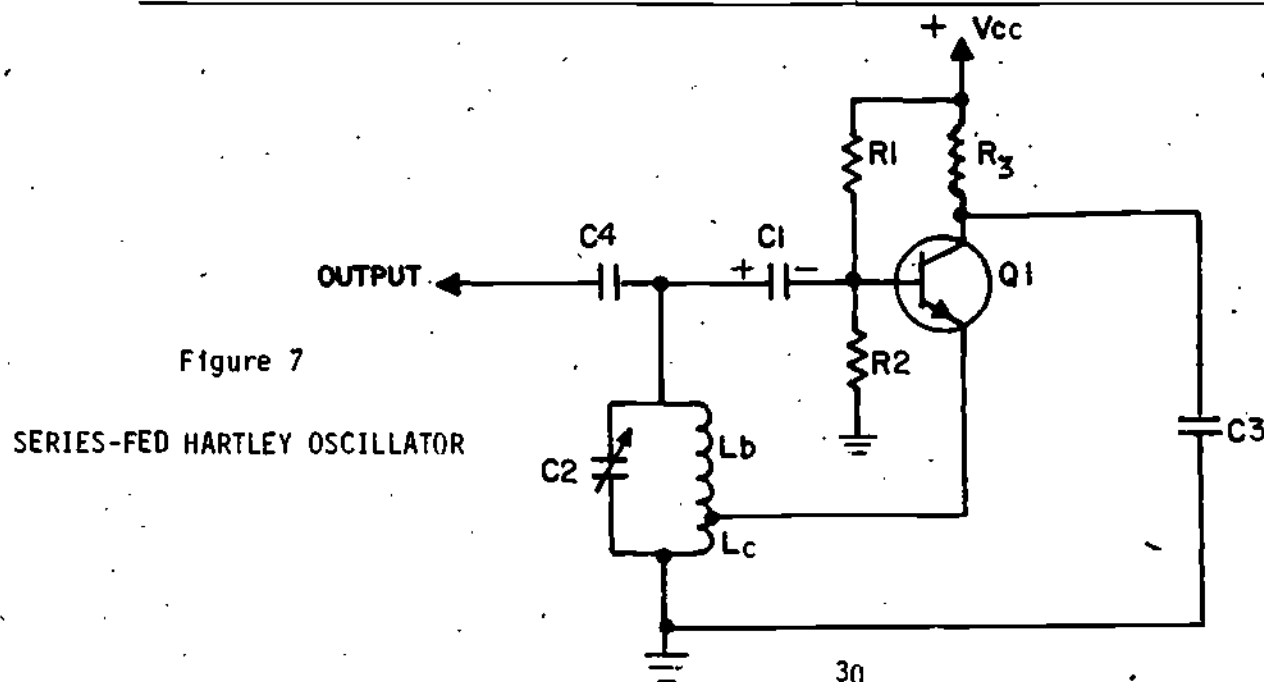 + Vcc
R1
R3
C4
C1
+ -
OUTPUT
Q1
Figure 7
R2
SERIES-FED HARTLEY OSCILLATOR
Lb
C2
C3
Lc
30